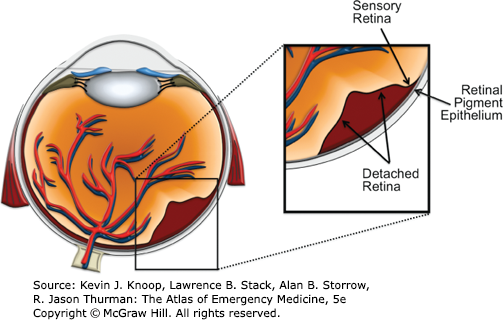 Sensory
Retina
Retinal
Pigment
Epithelium
Detached
Retina
Source: Kevin J. Knoop, Lawrence B. Stack, Alan B. Storrow,
R. Jason Thurman: The Atlas of Emergency Medicine, 5e
Copyright © McGraw Hill. All rights reserved.